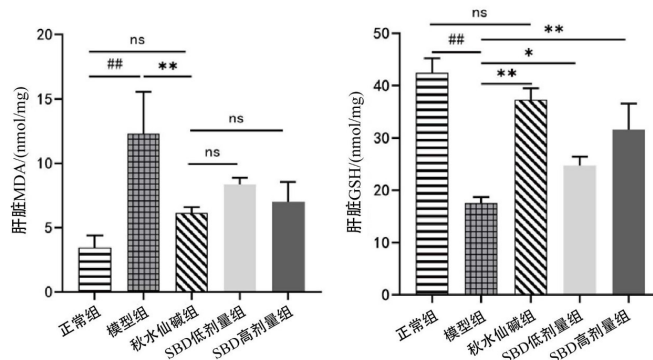 肝脏MDA/(nmol/mg)
20
15
10
5
0
ns
##
**
ns
ns
正常组
模型组
秋水仙碱组
SBD低剂量组
SBD高剂量组
肝脏GSH/(nmol/mg)
50
40
30
20
10
0
ns
##
**
*
**
正常组
模型组
秋水仙碱组
SBD低剂量组
SBD高剂量组